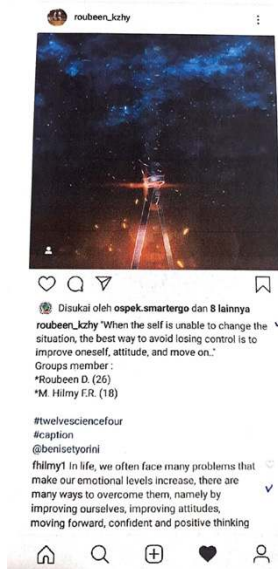 roubeen_kzhy
Disukai oleh ospek.smartergo dan 8 lainnya
roubeen_kzhy "When the self is unable to change the
situation, the best way to avoid losing control is to
improve oneself, attitude, and move on.."
Groups member :
*Roubeen D. (26)
*M. Hilmy F.R. (18)
#twelvesciencefour
#caption
@benisetyorini
fhilmy1 In life, we often face many problems that
make our emotional levels increase, there are
many ways to overcome them, namely by
improving ourselves, improving attitudes,
moving forward, confident and positive thinking